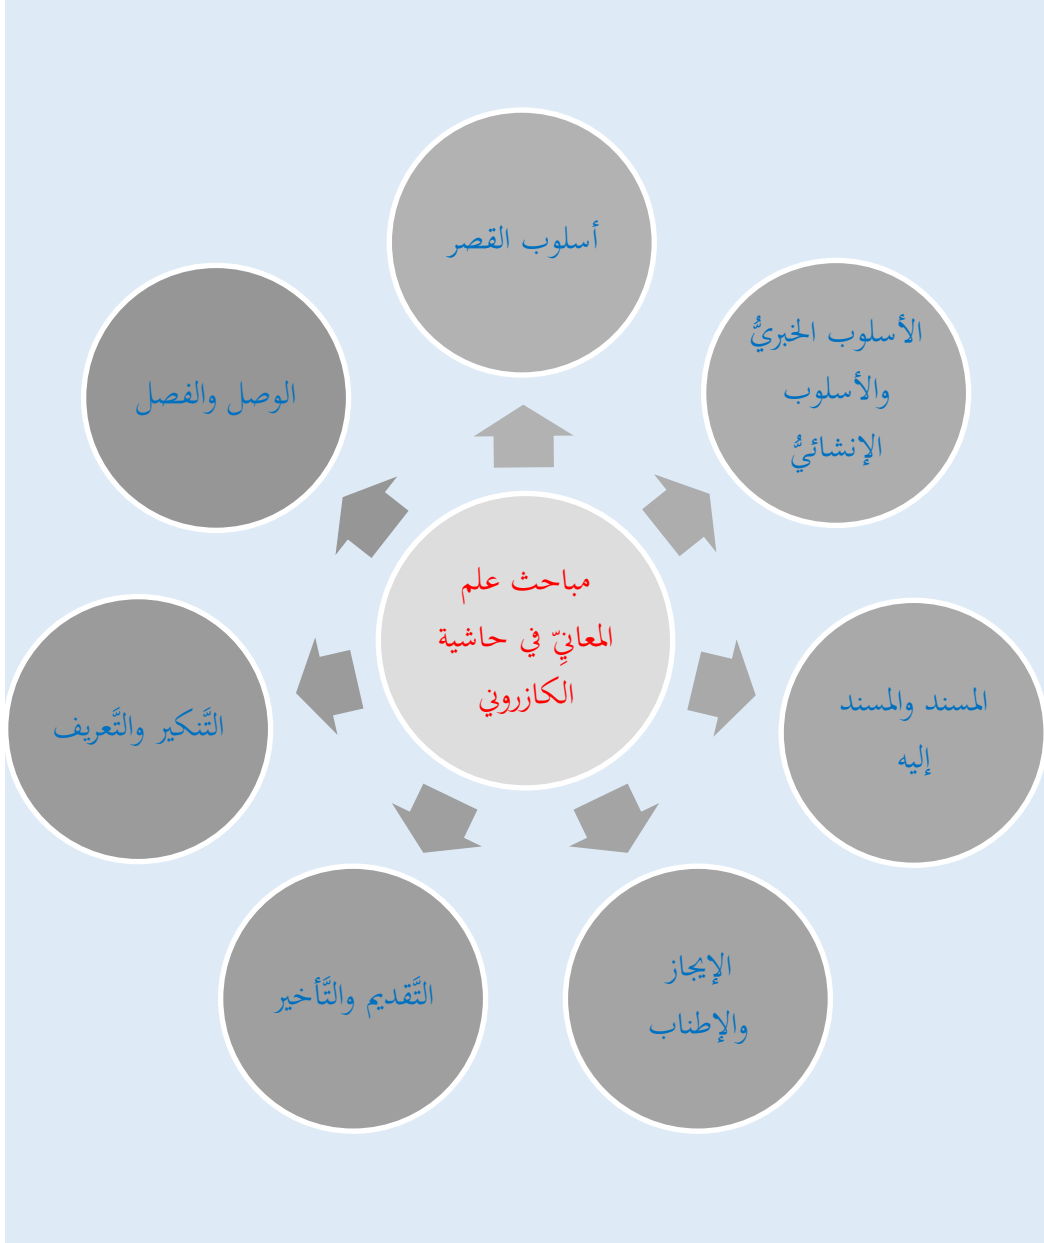 أسلوب القصر
الأسلوب الخبريُّ
والأسلوب
الإنشائيُّ
الوصل والفصل
مباحث علم
المعانيِّ في حاشية
الكازروني
المسند والمسند
إليه
التَّنكير والتَّعريف
الإيجاز
والإطناب
التَّقديم والتَّأخير